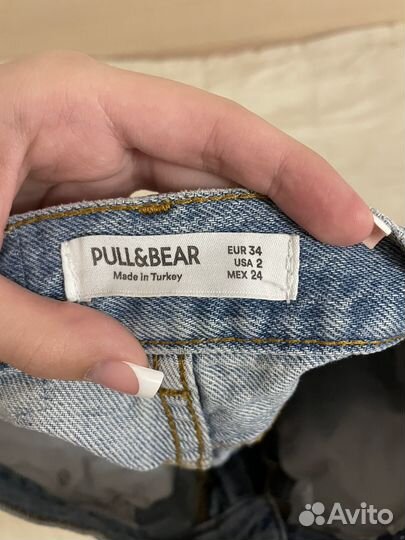 PULL&BEAR
Made in Turkey
EUR 34
USA 2
MEX 24
Avito